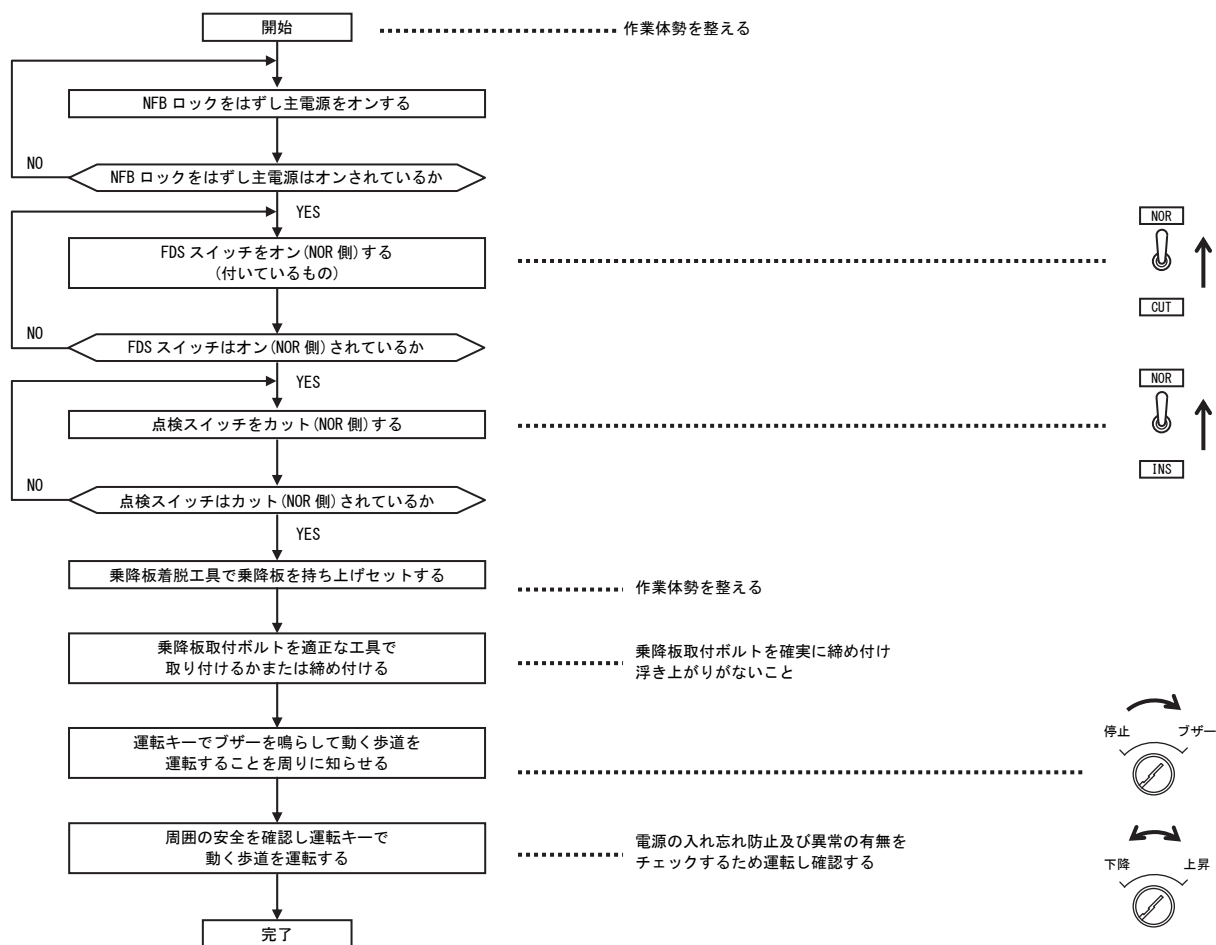 開始
作業体勢を整える
NFB ロックをはずし主電源をオンする
NO
NFB ロックをはずし主電源はオンされているか
YES
FDS スイッチをオン(NOR 側)する
(付いているもの)
NOR
CUT
NO
FDS スイッチはオン(NOR 側)されているか
YES
点検スイッチをカット(NOR 側)する
NOR
INS
NO
点検スイッチはカット(NOR 側)されているか
YES
乗降板着脱工具で乗降板を持ち上げセットする
作業体勢を整える
乗降板取付ボルトを適正な工具で
取り付けるかまたは締め付ける
乗降板取付ボルトを確実に締め付け
浮き上がりがないこと
運転キーでブザーを鳴らして動く歩道を
運転することを周りに知らせる
停止 ブザー
周囲の安全を確認し運転キーで
動く歩道を運転する
電源の入れ忘れ防止及び異常の有無を
チェックするため運転し確認する
下降 上昇
完了